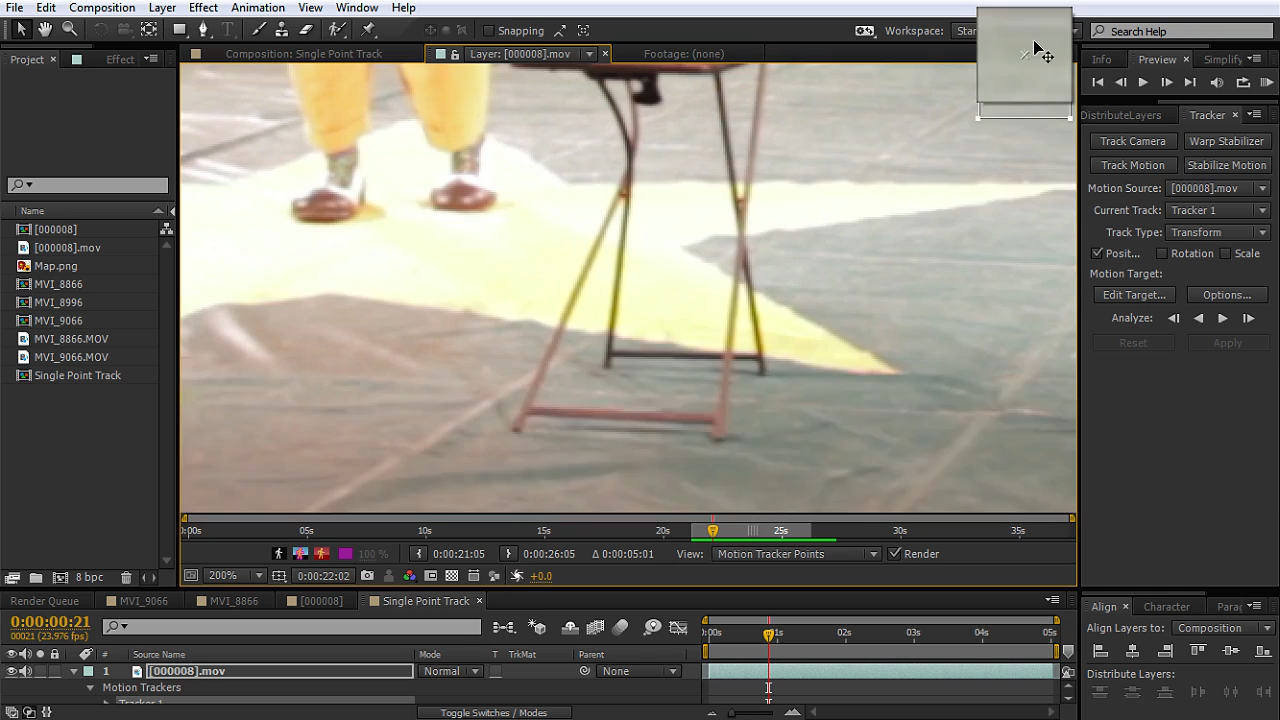 File Edit Composition Layer Effect Animation View Window Help
Snapping Workspace: Search Help
Project × Effect Composition: Single Point Track Layer: [000008].mov × Footage: (none) Info Preview × Simplify
DistributeLayers Tracker ×
Track Camera Warp Stabilizer
Track Motion Stabilize Motion
Motion Source: [000008].mov
Current Track: Tracker 1
Track Type: Transform
Posit... Rotation Scale
Motion Target:
Edit Target... Options...
Analyze:
Reset Apply
Name
[000008]
[000008].mov
Map.png
MVI_8866
MVI_8996
MVI_9066
MVI_8866.MOV
MVI_9066.MOV
Single Point Track
:00s 05s 10s 15s 20s 25s 30s 35s
100 % 0:00:21:05 0:00:26:05 Δ 0:00:05:01 View: Motion Tracker Points Render
8 bpc 200% 0:00:22:02 +0.0
Render Queue MVI_9066 MVI_8866 [000008] Single Point Track × Align × Character Parag
0:00:00:21
00021 (23.976 fps)
:00s 1s 02s 03s 04s 05s
Align Layers to: Composition
# Source Name Mode T TrkMat Parent
1 [000008].mov Normal None
Distribute Layers:
Motion Trackers
Tracker 1
Toggle Switches / Modes